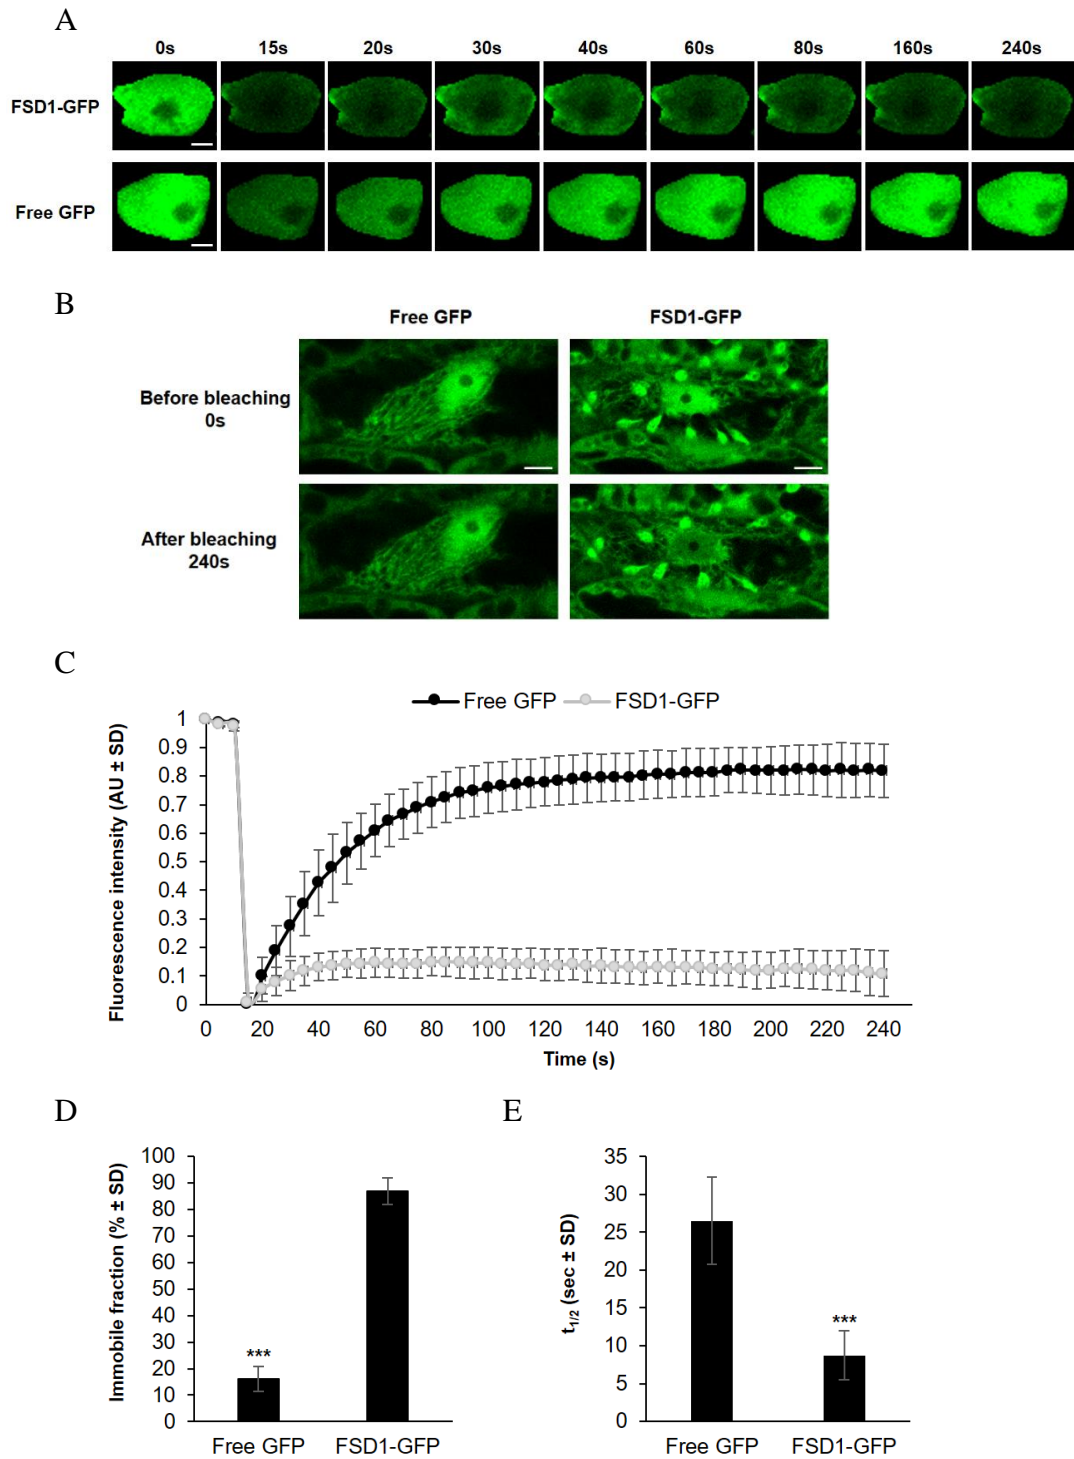 A
0s 15s 20s 30s 40s 60s 80s 160s 240s
FSD1-GFP
Free GFP
B
Free GFP FSD1-GFP
Before bleaching
0s
After bleaching
240s
C
Free GFP FSD1-GFP
Fluorescence intensity (AU ± SD)
1
0.9
0.8
0.7
0.6
0.5
0.4
0.3
0.2
0.1
0
0 20 40 60 80 100 120 140 160 180 200 220 240
Time (s)
D
Immobile fraction (% ± SD)
100
90
80
70
60
50
40
30
20
10
0
***
Free GFP FSD1-GFP
E
t1/2 (sec ± SD)
35
30
25
20
15
10
5
0
***
Free GFP FSD1-GFP